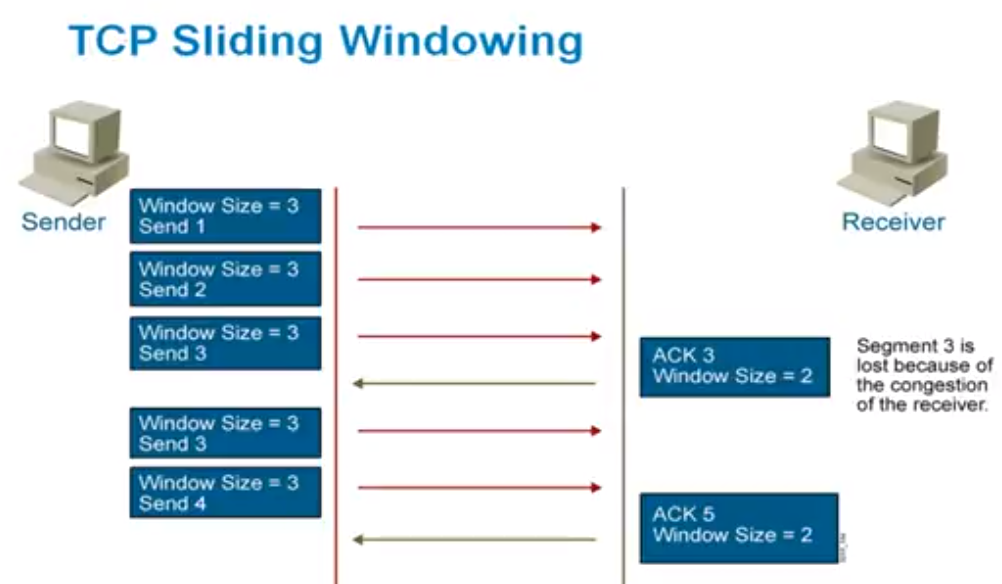 TCP Sliding Windowing
Sender
Receiver
Window Size = 3
Send 1
Window Size = 3
Send 2
Window Size = 3
Send 3
ACK 3
Window Size = 2
Segment 3 is
lost because of
the congestion
of the receiver.
Window Size = 3
Send 3
Window Size = 3
Send 4
ACK 5
Window Size = 2